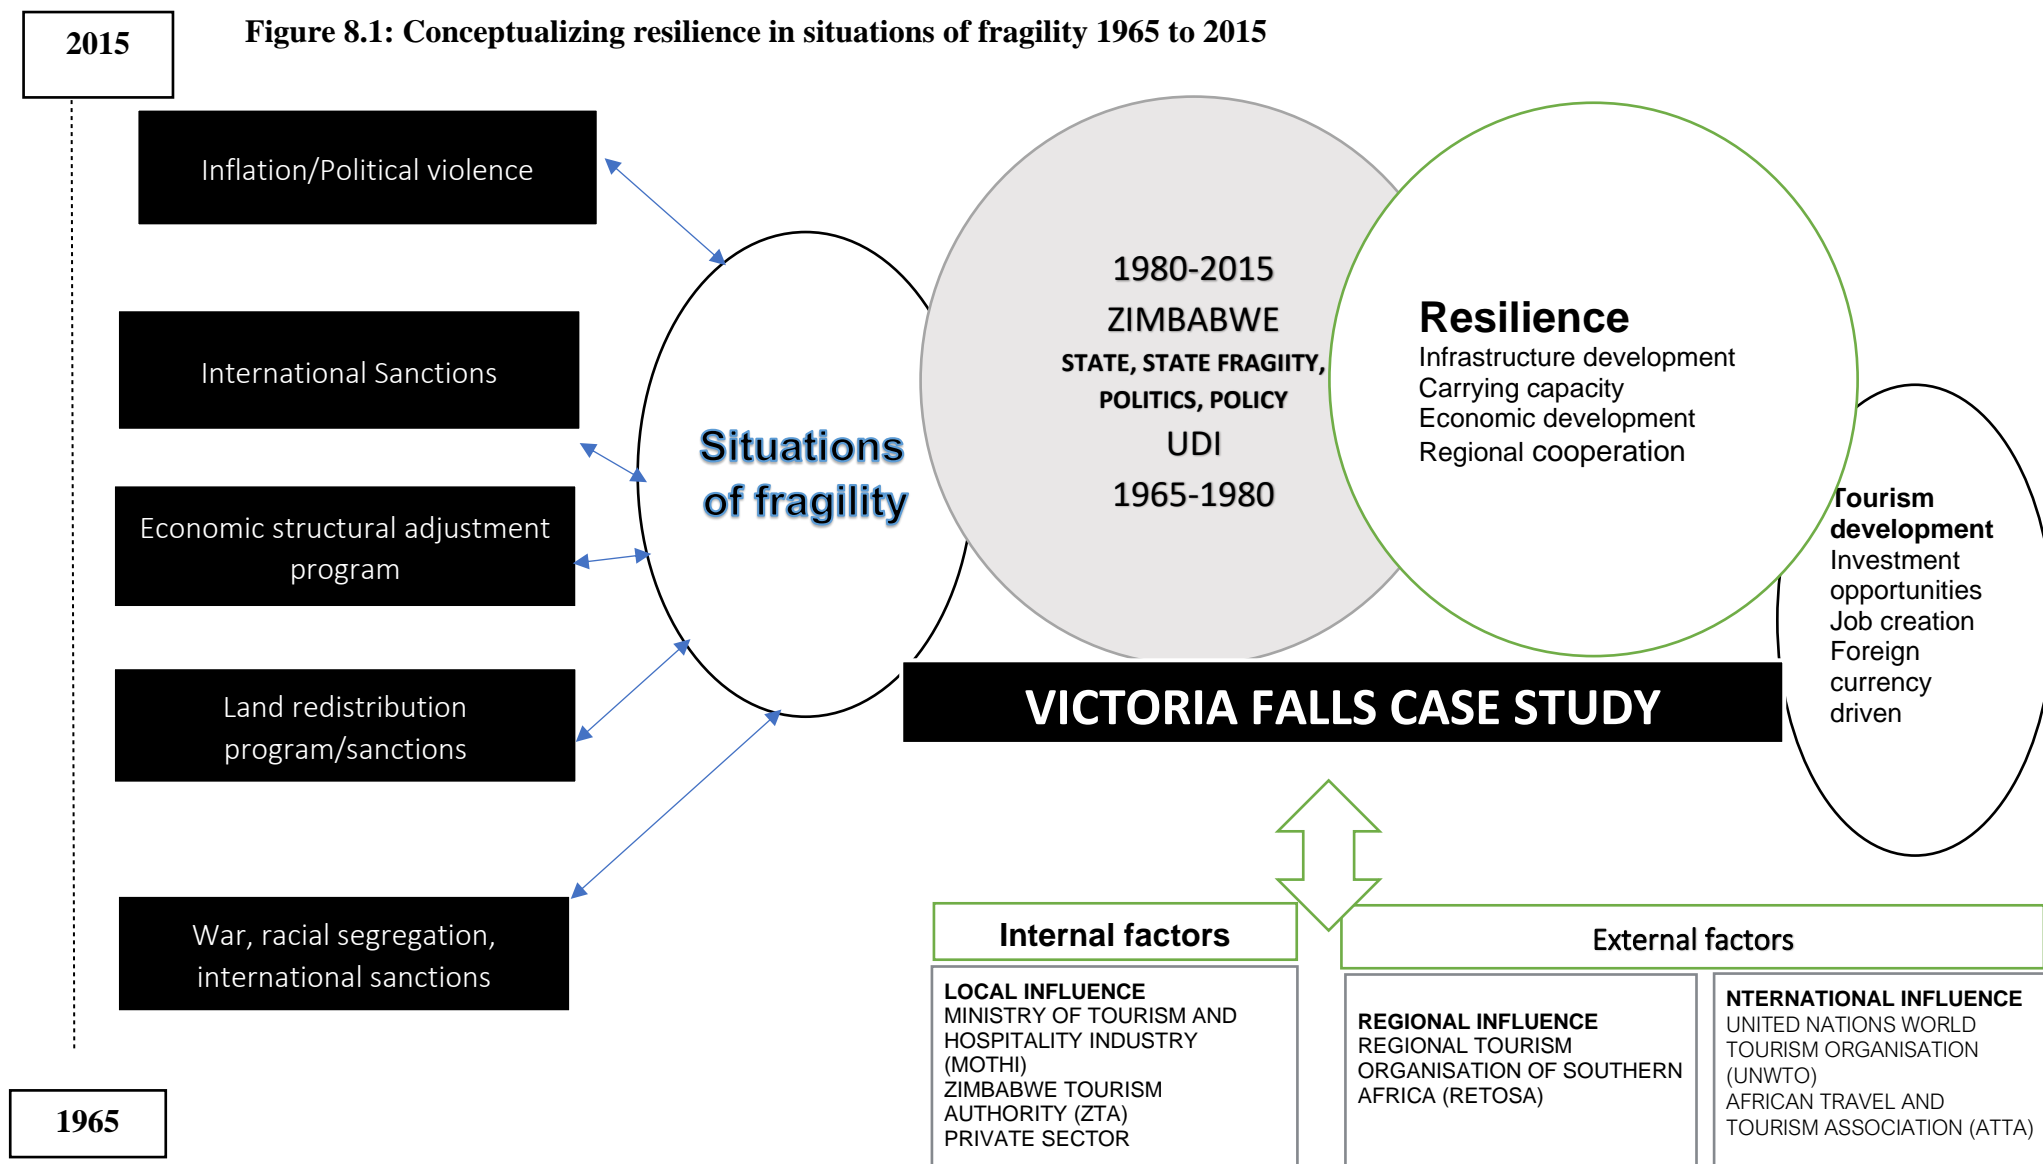 2015
Figure 8.1: Conceptualizing resilience in situations of fragility 1965 to 2015
Inflation/Political violence
International Sanctions
Economic structural adjustment
program
Land redistribution
program/sanctions
War, racial segregation,
international sanctions
1965
Situations
of fragility
1980-2015
ZIMBABWE
STATE, STATE FRAGIITY,
POLITICS, POLICY
UDI
1965-1980
Resilience
Infrastructure development
Carrying capacity
Economic development
Regional cooperation
Tourism
development
Investment
opportunities
Job creation
Foreign
currency
driven
VICTORIA FALLS CASE STUDY
Internal factors
LOCAL INFLUENCE
MINISTRY OF TOURISM AND
HOSPITALITY INDUSTRY
(MOTHI)
ZIMBABWE TOURISM
AUTHORITY (ZTA)
PRIVATE SECTOR
External factors
REGIONAL INFLUENCE
REGIONAL TOURISM
ORGANISATION OF SOUTHERN
AFRICA (RETOSA)
NTERNATIONAL INFLUENCE
UNITED NATIONS WORLD
TOURISM ORGANISATION
(UNWTO)
AFRICAN TRAVEL AND
TOURISM ASSOCIATION (ATTA)